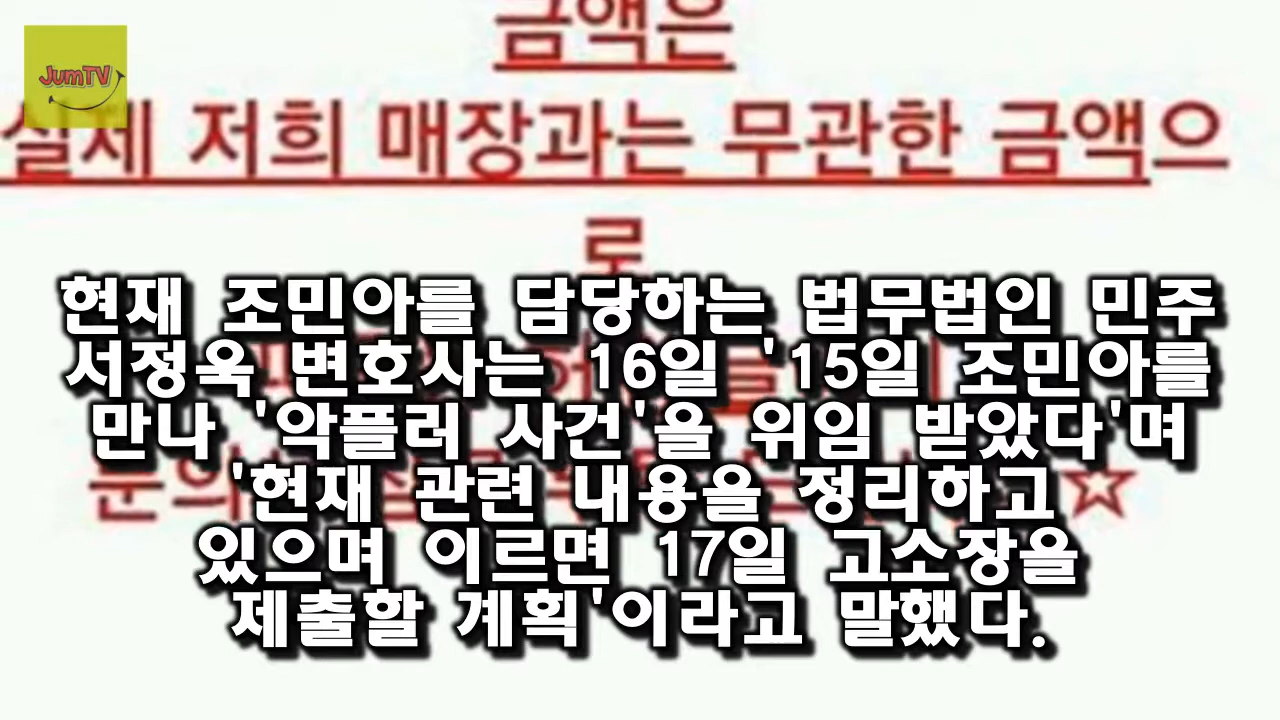 JumTV
금액은
실제 저희 매장과는 무관한 금액으
로
현재 조민아를 담당하는 법무법인 민주
서정욱 변호사는 16일 '15일 조민아를
만나 '악플러 사건'을 위임 받았다'며
'현재 관련 내용을 정리하고
문의 ☆
있으며 이르면 17일 고소장을
제출할 계획'이라고 말했다.